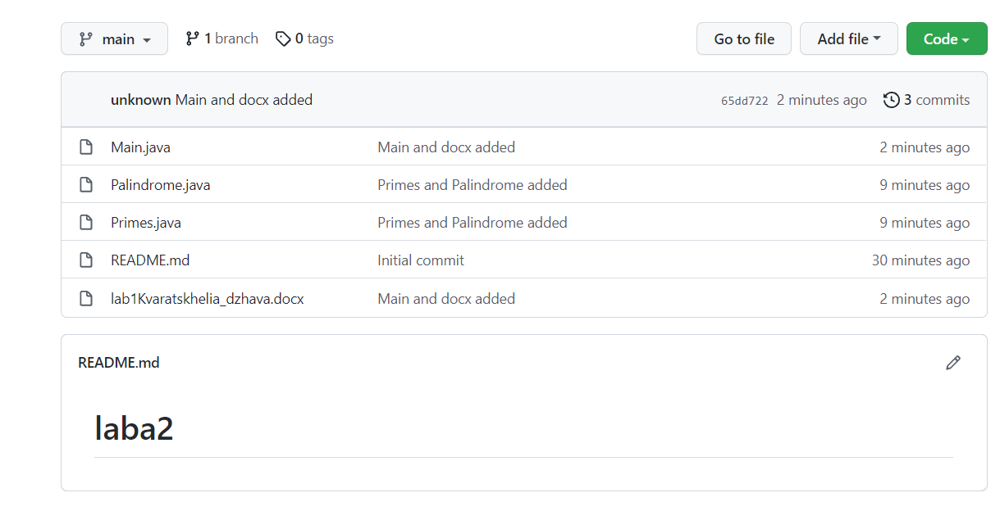 main 1 branch 0 tags Go to file Add file Code
unknown Main and docx added 65dd722 2 minutes ago 3 commits
Main.java Main and docx added 2 minutes ago
Palindrome.java Primes and Palindrome added 9 minutes ago
Primes.java Primes and Palindrome added 9 minutes ago
README.md Initial commit 30 minutes ago
lab1Kvaratskhelia_dzhava.docx Main and docx added 2 minutes ago
README.md
laba2